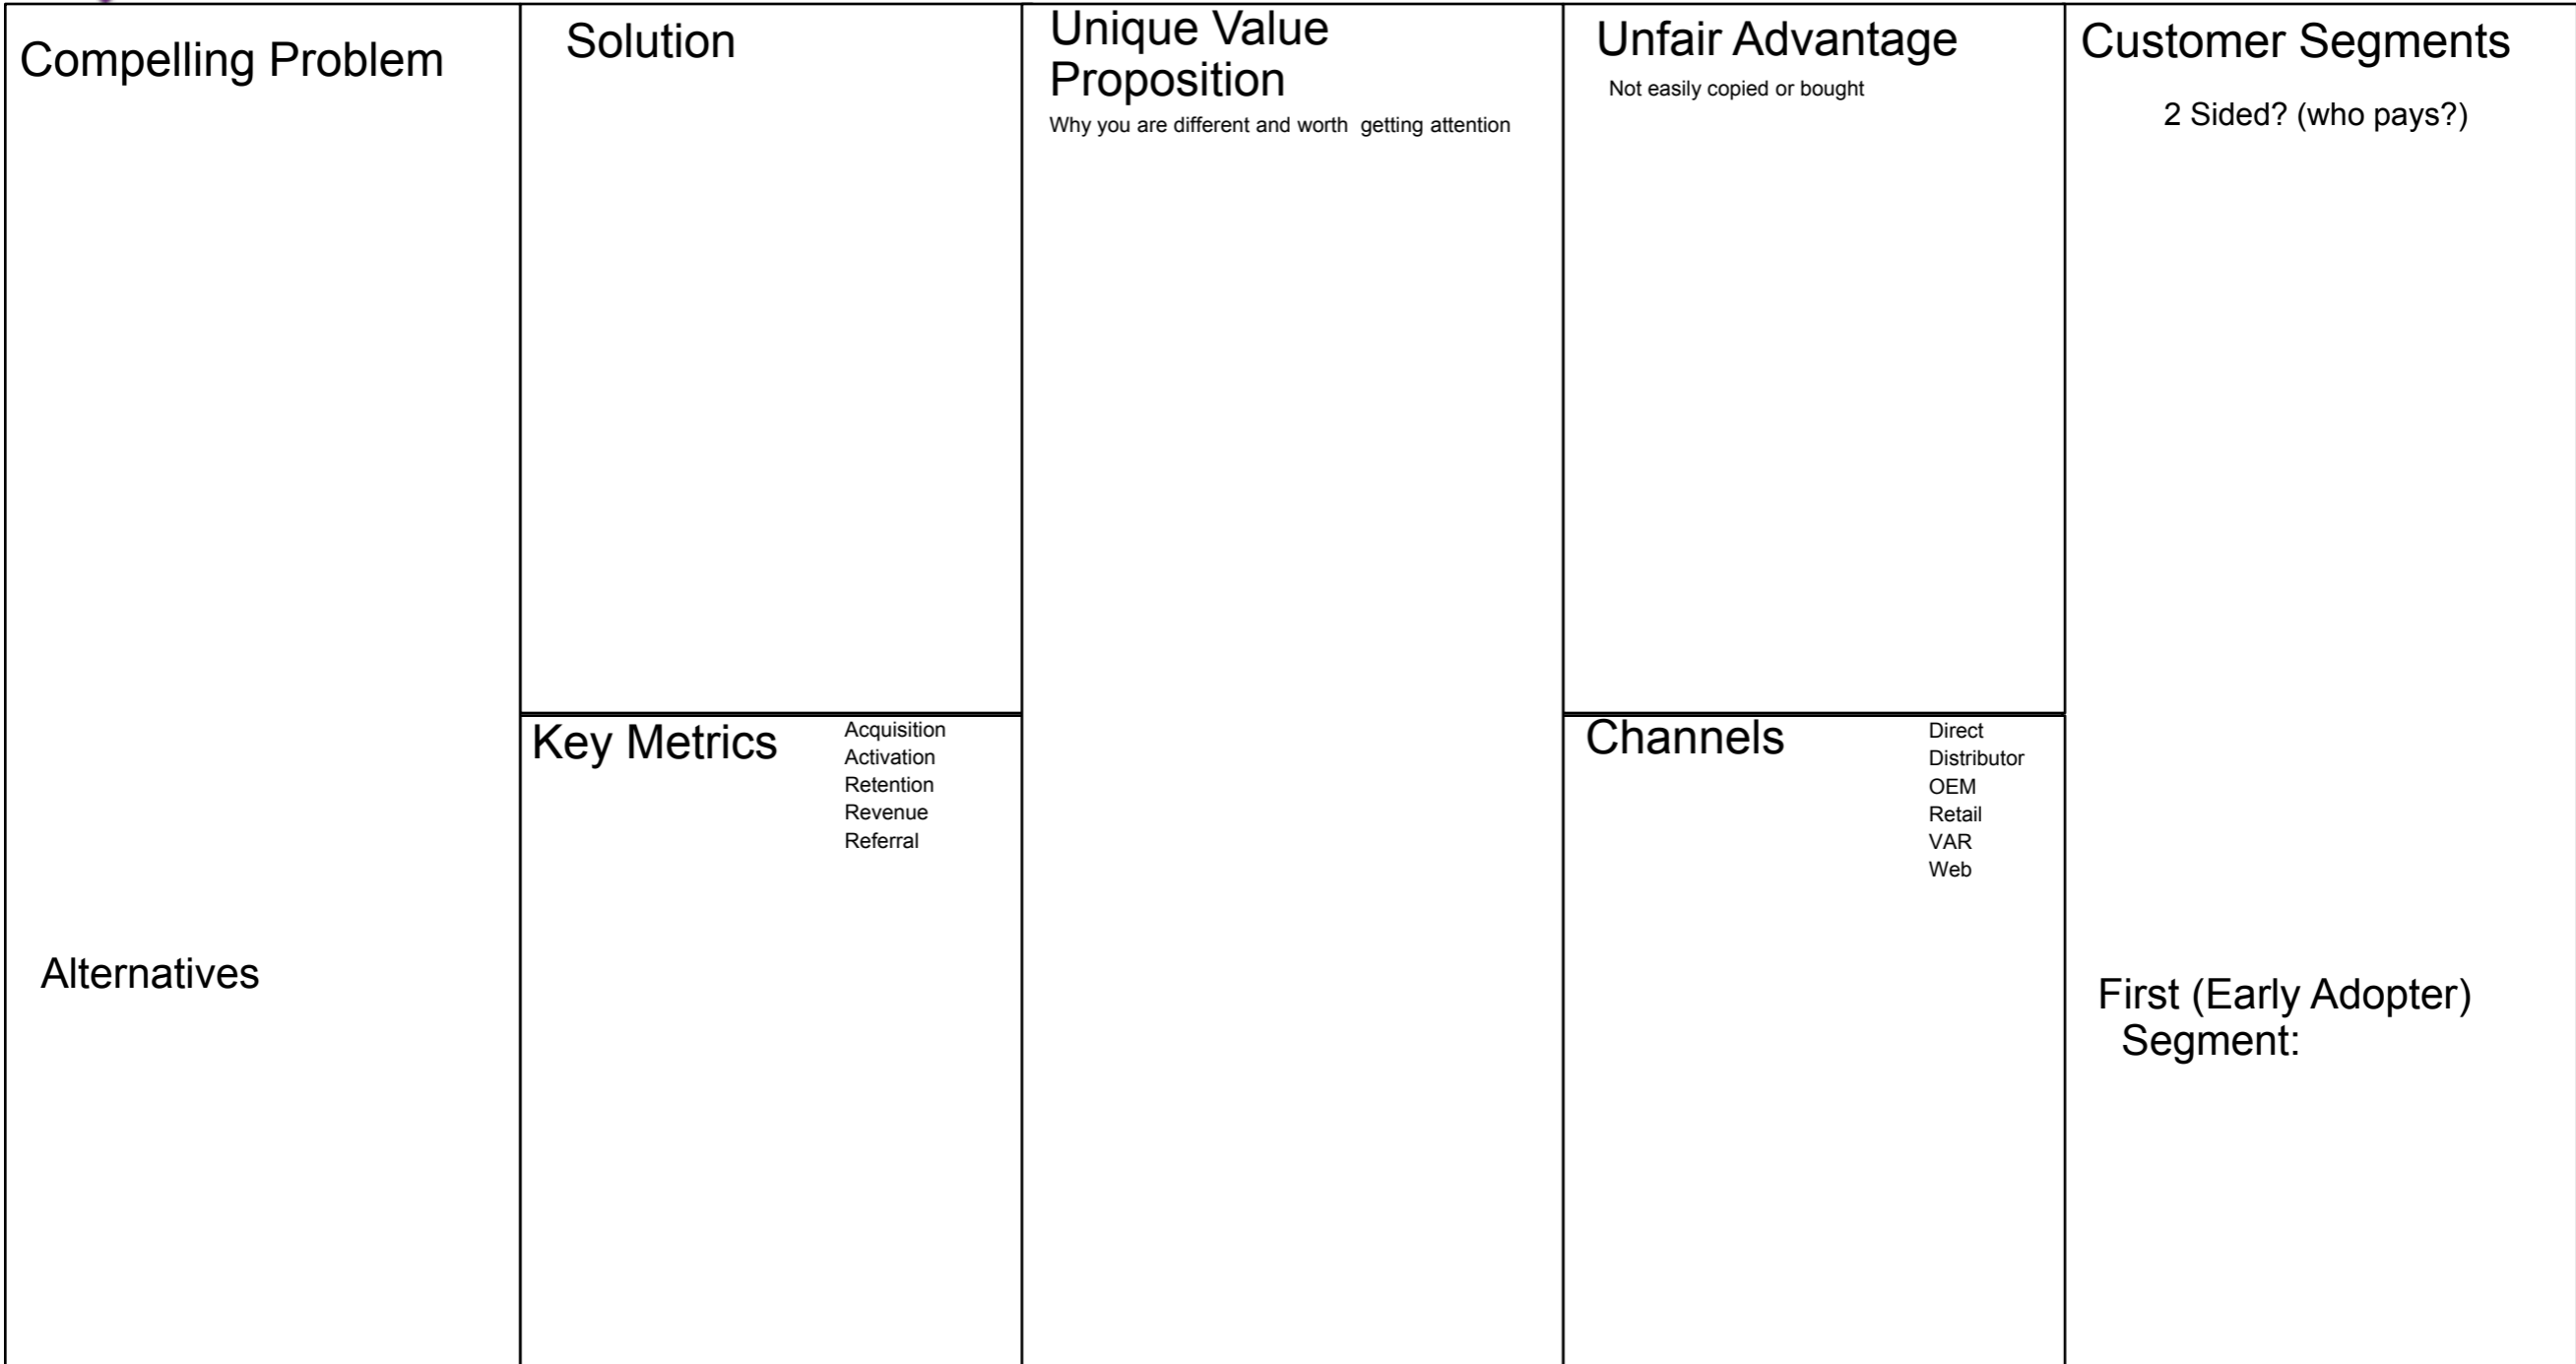 Compelling Problem
Alternatives
Solution
Key Metrics
Acquisition
Activation
Retention
Revenue
Referral
Unique Value
Proposition
Why you are different and worth  getting attention
Unfair Advantage
Not easily copied or bought
Channels
Direct
Distributor
OEM
Retail
VAR
Web
Customer Segments
2 Sided? (who pays?)
First (Early Adopter)
Segment: